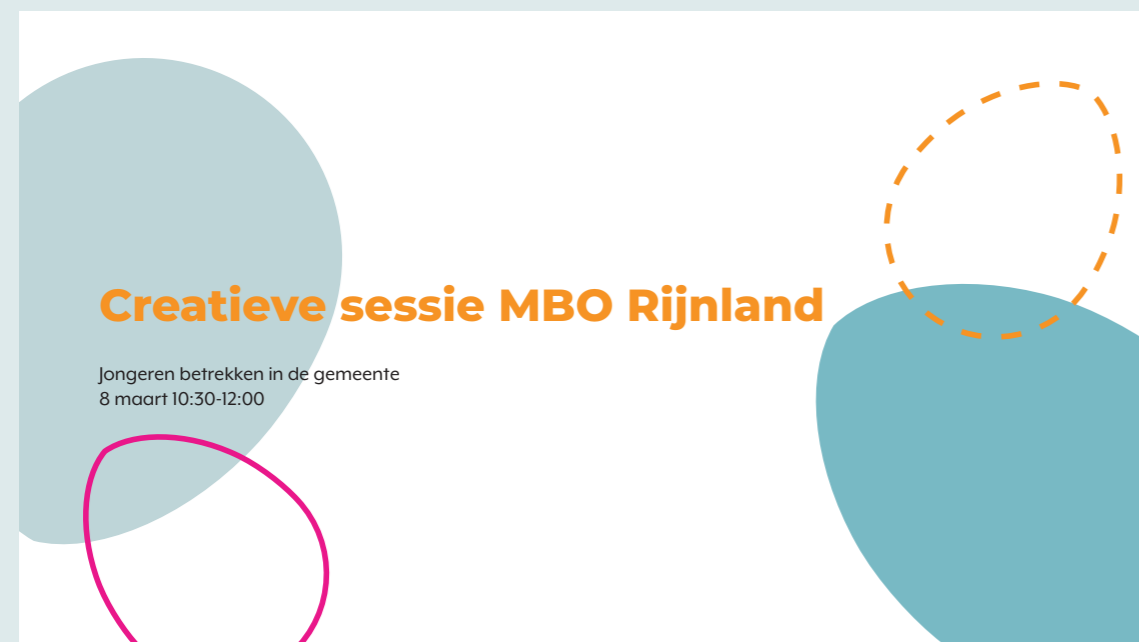 Creatieve sessie MBO Rijnland
Jongeren betrekken in de gemeente
8 maart 10:30-12:00